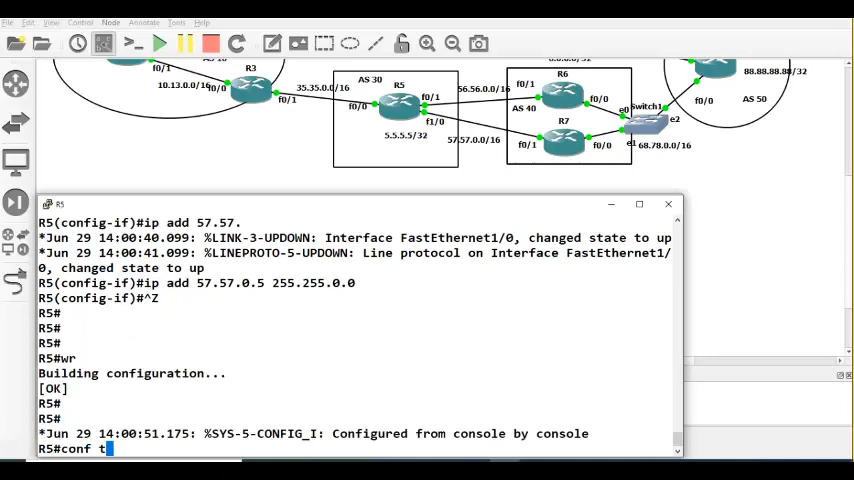 File Edit View Control Node Annotate Tools Help
f0/1
R3
10.13.0.0/16
f0/0
f0/1
35.35.0.0/16
AS 30
R5
f0/0
f0/1
f1/0
5.5.5.5/32
56.56.0.0/16
57.57.0.0/16
R6
f0/1
AS 40
f0/0
R7
f0/1
f0/0
Switch1
e0
e1
e2
68.78.0.0/16
88.88.88.88/32
f0/0
AS 50
R5
R5(config-if)#ip add 57.57.
*Jun 29 14:00:40.099: %LINK-3-UPDOWN: Interface FastEthernet1/0, changed state to up
*Jun 29 14:00:41.099: %LINEPROTO-5-UPDOWN: Line protocol on Interface FastEthernet1/
0, changed state to up
R5(config-if)#ip add 57.57.0.5 255.255.0.0
R5(config-if)#^Z
R5#
R5#
R5#
R5#wr
Building configuration...
[OK]
R5#
R5#
*Jun 29 14:00:51.175: %SYS-5-CONFIG_I: Configured from console by console
R5#conf t